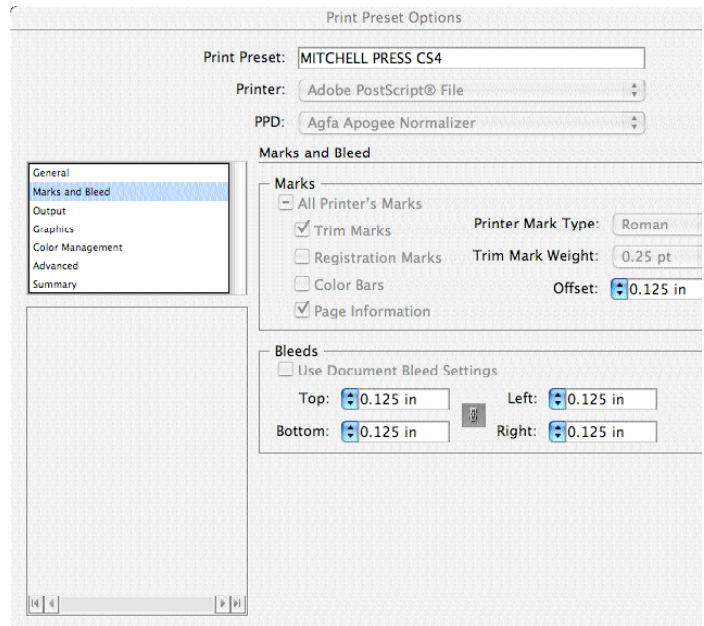 Print Preset Options
Print Preset: MITCHELL PRESS CS4
Printer: Adobe PostScript® File
PPD: Agfa Apogee Normalizer
Marks and Bleed
General
Marks and Bleed
Output
Graphics
Color Management
Advanced
Summary
Marks
All Printer's Marks
Trim Marks
Registration Marks
Color Bars
Page Information
Printer Mark Type: Roman
Trim Mark Weight: 0.25 pt
Offset: 0.125 in
Bleeds
Use Document Bleed Settings
Top: 0.125 in
Left: 0.125 in
Bottom: 0.125 in
Right: 0.125 in